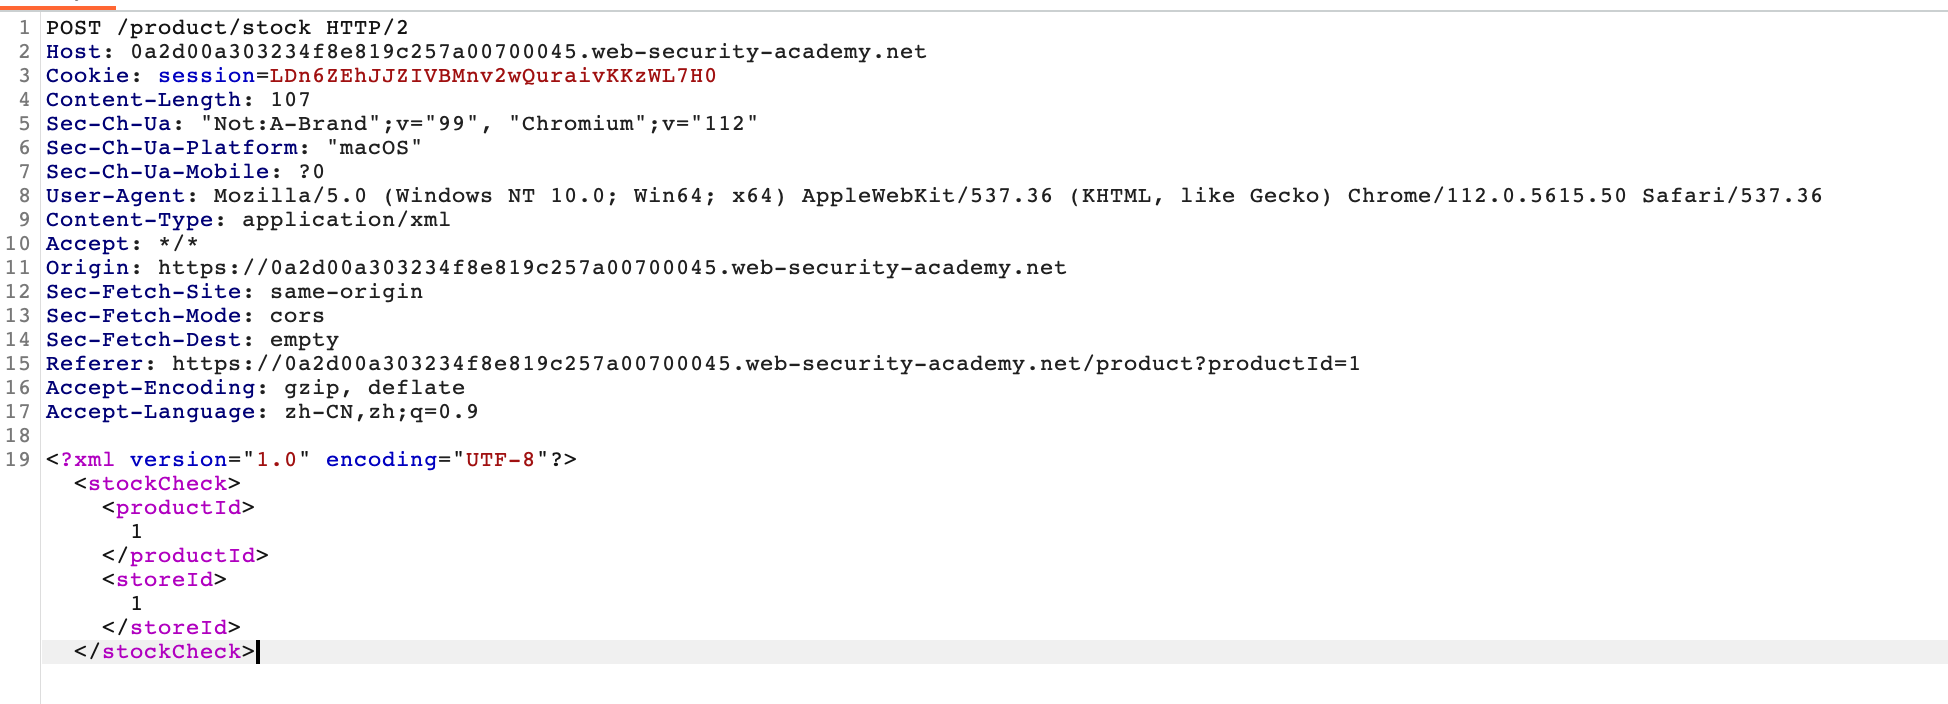 1 POST /product/stock HTTP/2
2 Host: 0a2d00a303234f8e819c257a00700045.web-security-academy.net
3 Cookie: session=LDn6ZEhJJZIVBMnv2wQuraivKKzWL7H0
4 Content-Length: 107
5 Sec-Ch-Ua: "Not:A-Brand";v="99", "Chromium";v="112"
6 Sec-Ch-Ua-Platform: "macOS"
7 Sec-Ch-Ua-Mobile: ?0
8 User-Agent: Mozilla/5.0 (Windows NT 10.0; Win64; x64) AppleWebKit/537.36 (KHTML, like Gecko) Chrome/112.0.5615.50 Safari/537.36
9 Content-Type: application/xml
10 Accept: */*
11 Origin: https://0a2d00a303234f8e819c257a00700045.web-security-academy.net
12 Sec-Fetch-Site: same-origin
13 Sec-Fetch-Mode: cors
14 Sec-Fetch-Dest: empty
15 Referer: https://0a2d00a303234f8e819c257a00700045.web-security-academy.net/product?productId=1
16 Accept-Encoding: gzip, deflate
17 Accept-Language: zh-CN,zh;q=0.9
18
19 <?xml version="1.0" encoding="UTF-8"?>
<stockCheck>
<productId>
1
</productId>
<storeId>
1
</storeId>
</stockCheck>